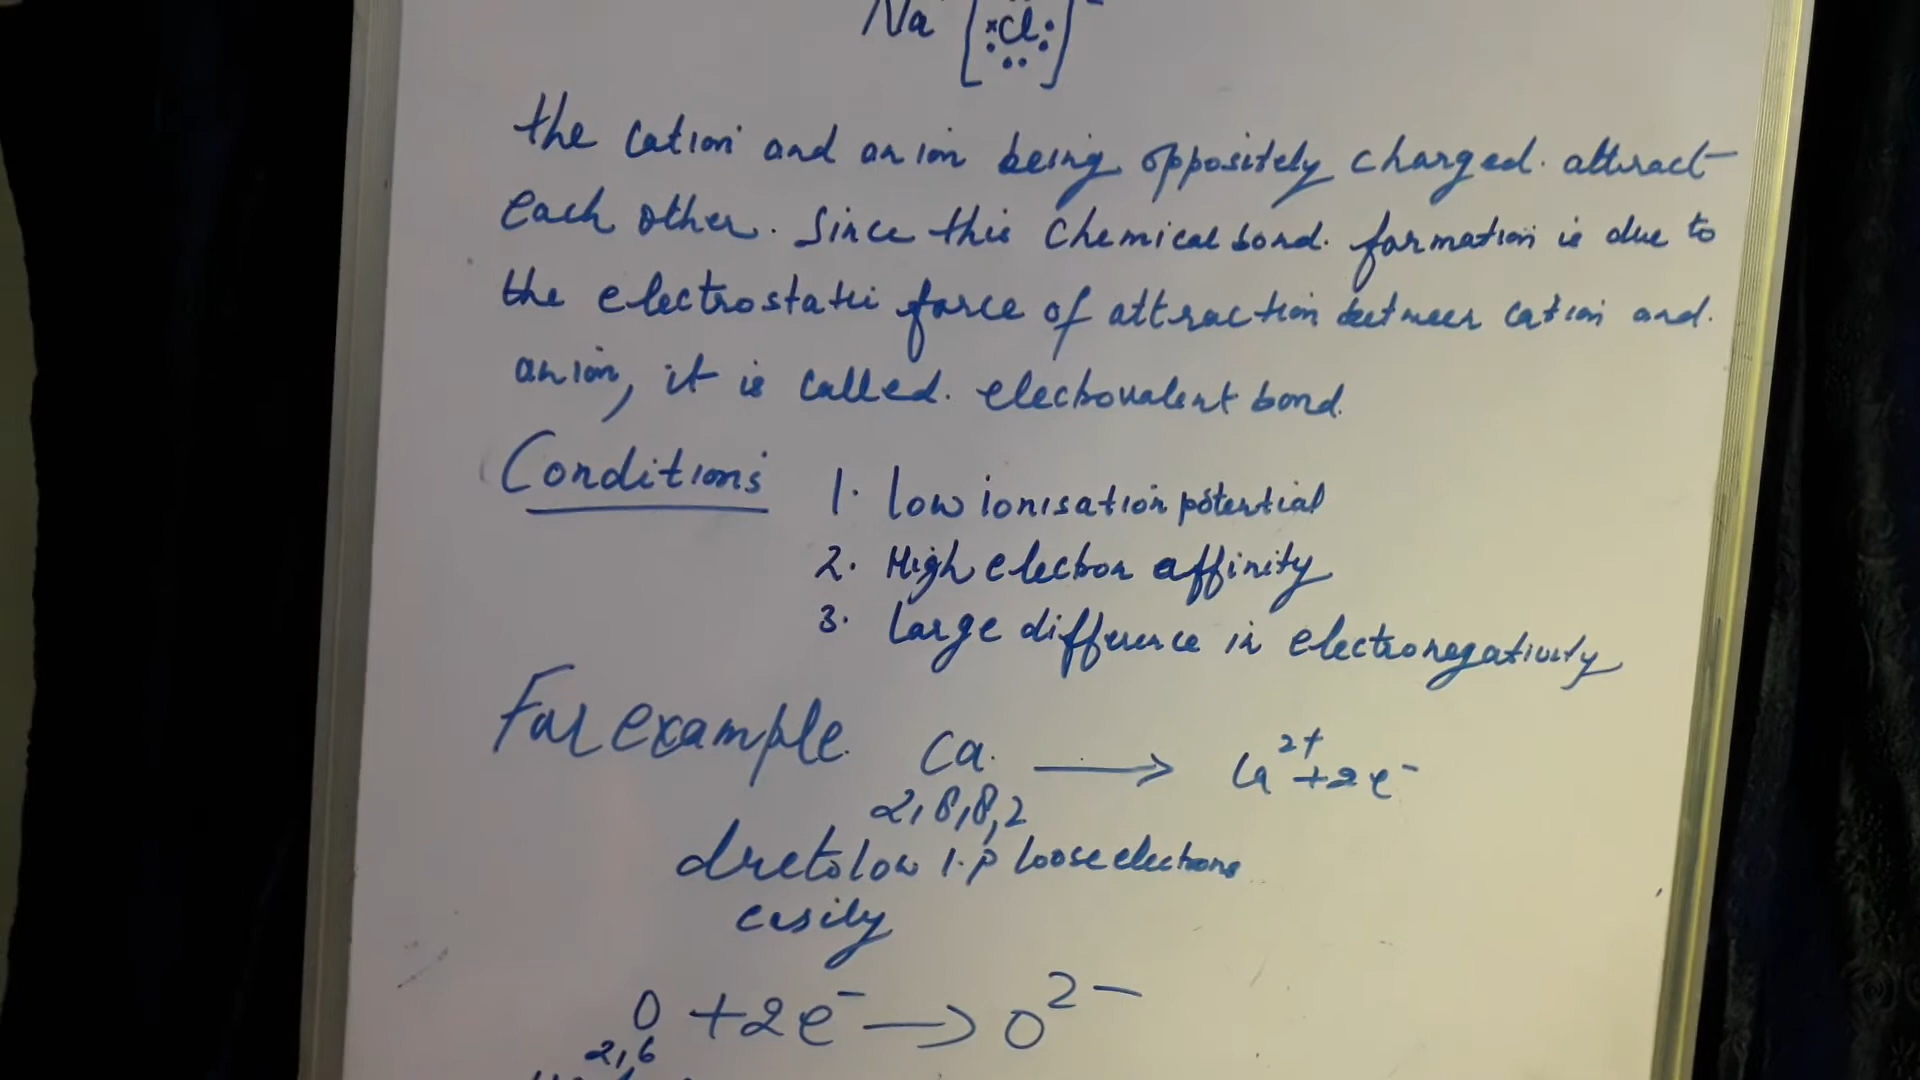 Na [×Cl:]⁻
the cation and anion being oppositely charged. attract
each other. Since this chemical bond. formation is due to
the electrostatic force of attraction between cation and.
anion, it is called. electrovalent bond.
Conditions 1. low ionisation potential
2. High electron affinity
3. Large difference in electronegativity
For example. Ca. → Ca²⁺ + 2e⁻
2,8,8,2
due to low I.P loose electrons
easily
O + 2e⁻ → O²⁻
2,6